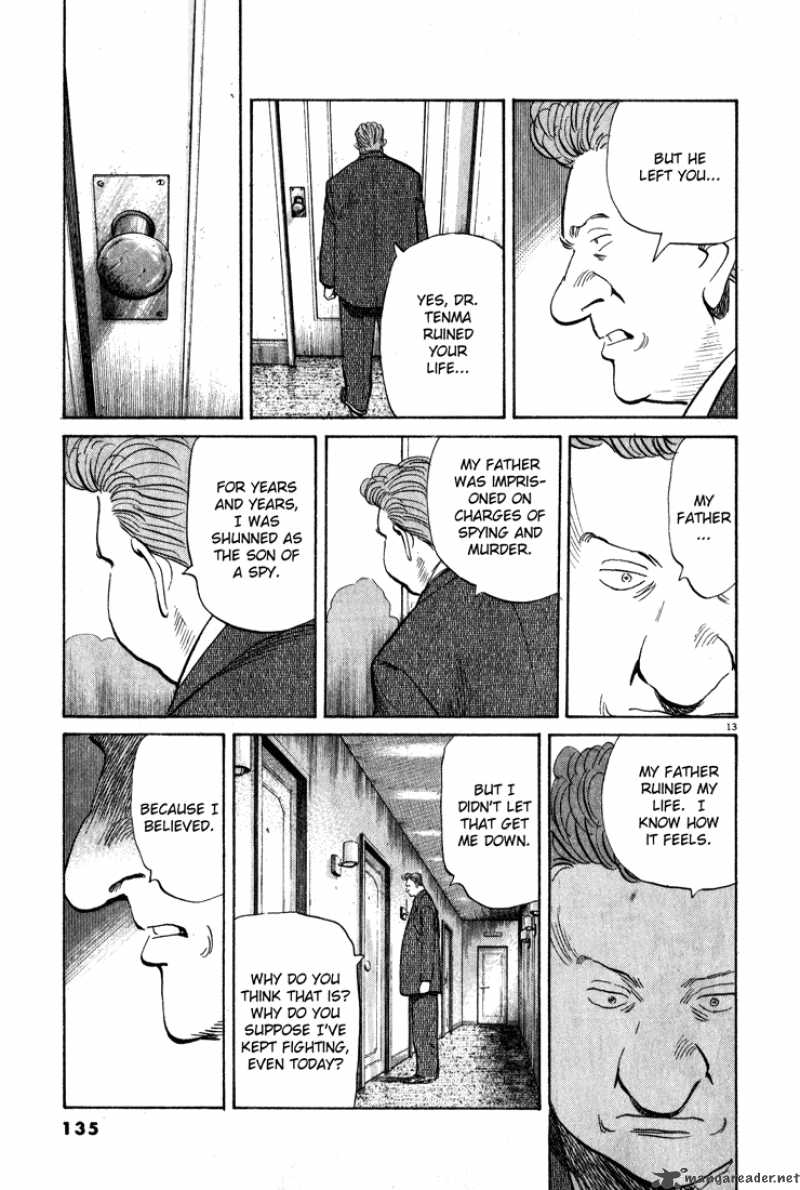 BUT HE
LEFT YOU...
YES, DR.
TENMA
RUINED
YOUR
LIFE...
MY
FATHER
...
MY FATHER
WAS IMPRIS-
ONED ON
CHARGES OF
SPYING AND
MURDER.
FOR YEARS
AND YEARS,
I WAS
SHUNNED AS
THE SON OF
A SPY.
13
MY FATHER
RUINED MY
LIFE. I
KNOW HOW
IT FEELS.
BUT I
DIDN'T LET
THAT GET
ME DOWN.
WHY DO YOU
THINK THAT IS?
WHY DO YOU
SUPPOSE I'VE
KEPT FIGHTING,
EVEN TODAY?
BECAUSE I
BELIEVED.
135
mangareader.net